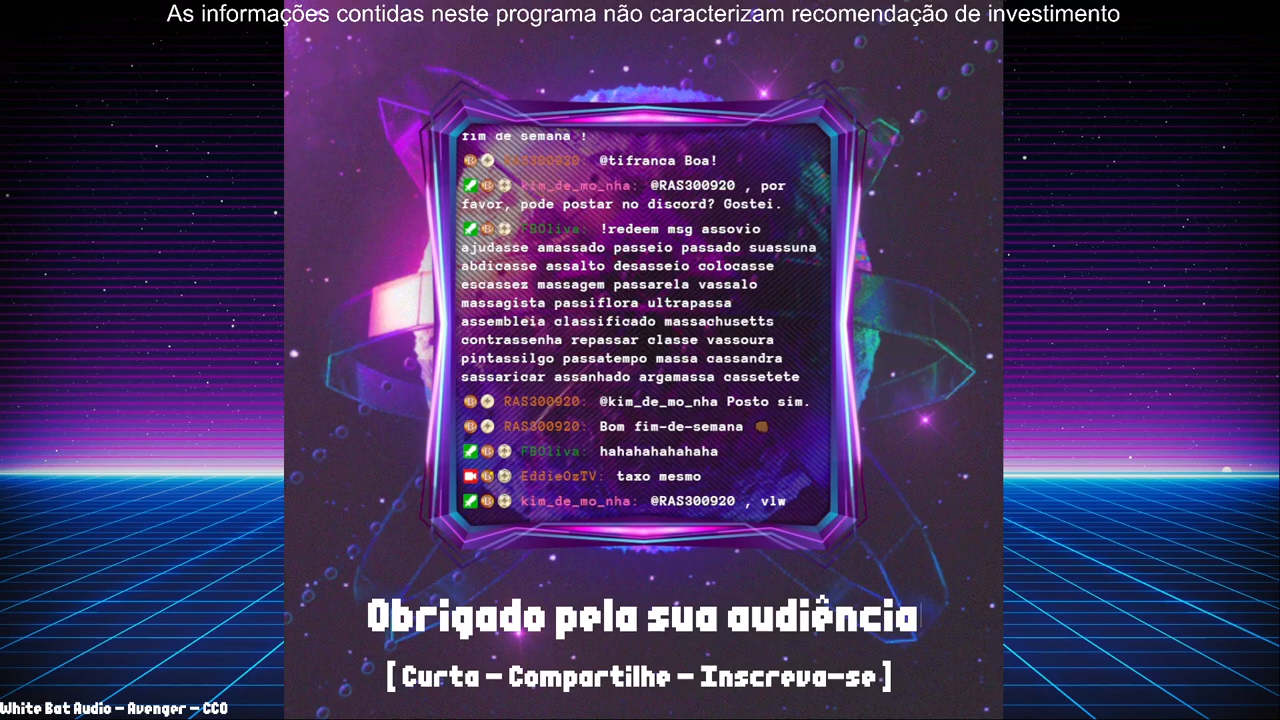 As informações contidas neste programa não caracterizam recomendação de investimento
fim de semana !
RAS300920: @tifranca Boa!
kim_de_mo_nha: @RAS300920 , por
favor, pode postar no discord? Gostei.
FBOliva: !redeem msg assovio
ajudasse amassado passeio passado suassuna
abdicasse assalto desasseio colocasse
escassez massagem passarela vassalo
massagista passiflora ultrapassa
assembleia classificado massachusetts
contrassenha repassar classe vassoura
pintassilgo passatempo massa cassandra
sassaricar assanhado argamassa cassetete
RAS300920: @kim_de_mo_nha Posto sim.
RAS300920: Bom fim-de-semana
FBOliva: hahahahahahaha
EddieOzTV: taxo mesmo
kim_de_mo_nha: @RAS300920 , vlw
Obrigado pela sua audiência
[ Curta - Compartilhe - Inscreva-se ]
White Bat Audio - Avenger - CC0